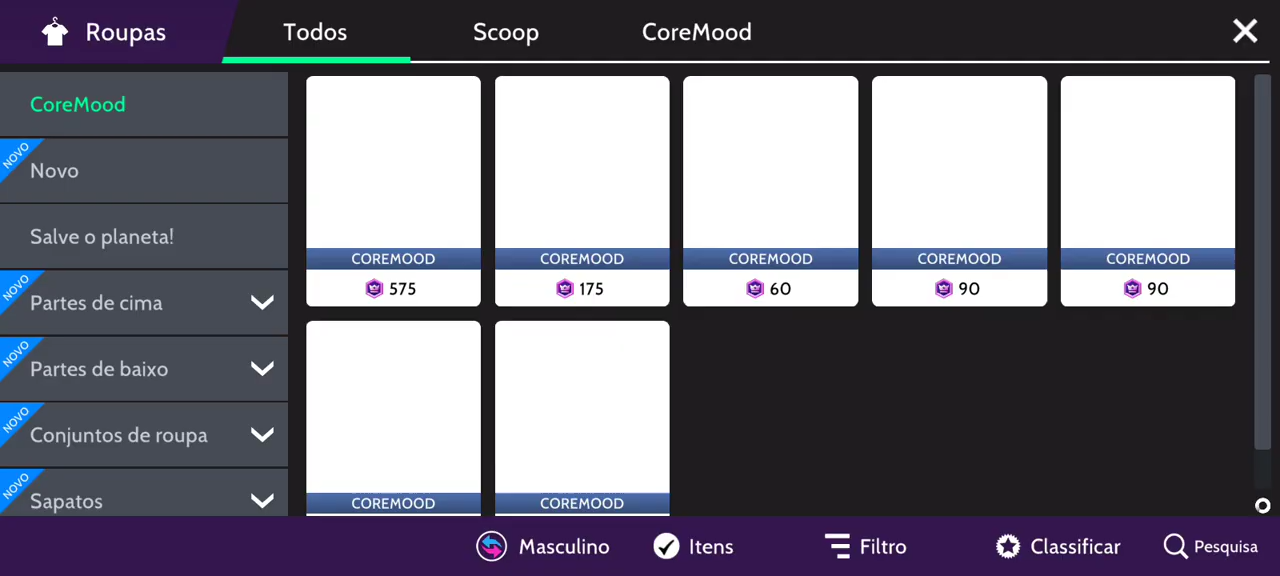 Roupas
Todos
Scoop
CoreMood
CoreMood
NOVO
Novo
Salve o planeta!
NOVO
Partes de cima
NOVO
Partes de baixo
NOVO
Conjuntos de roupa
NOVO
Sapatos
COREMOOD
575
COREMOOD
175
COREMOOD
60
COREMOOD
90
COREMOOD
90
COREMOOD
COREMOOD
Masculino
Itens
Filtro
Classificar
Pesquisa